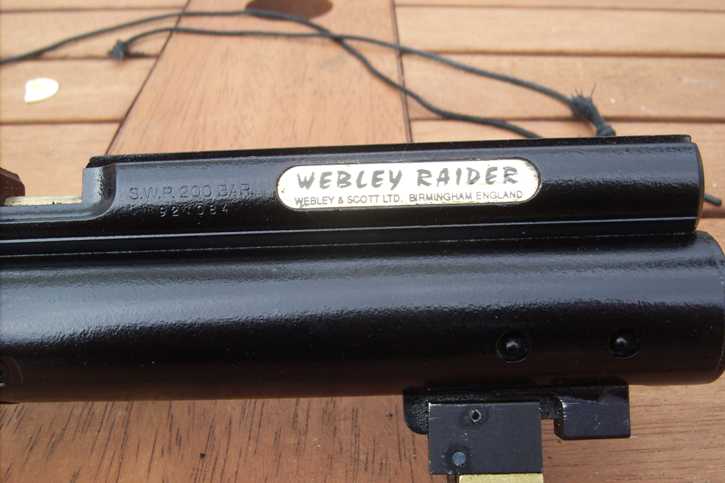 S.W.P. 200 BAR.
WEBLEY RAIDER
WEBLEY & SCOTT LTD. BIRMINGHAM ENGLAND